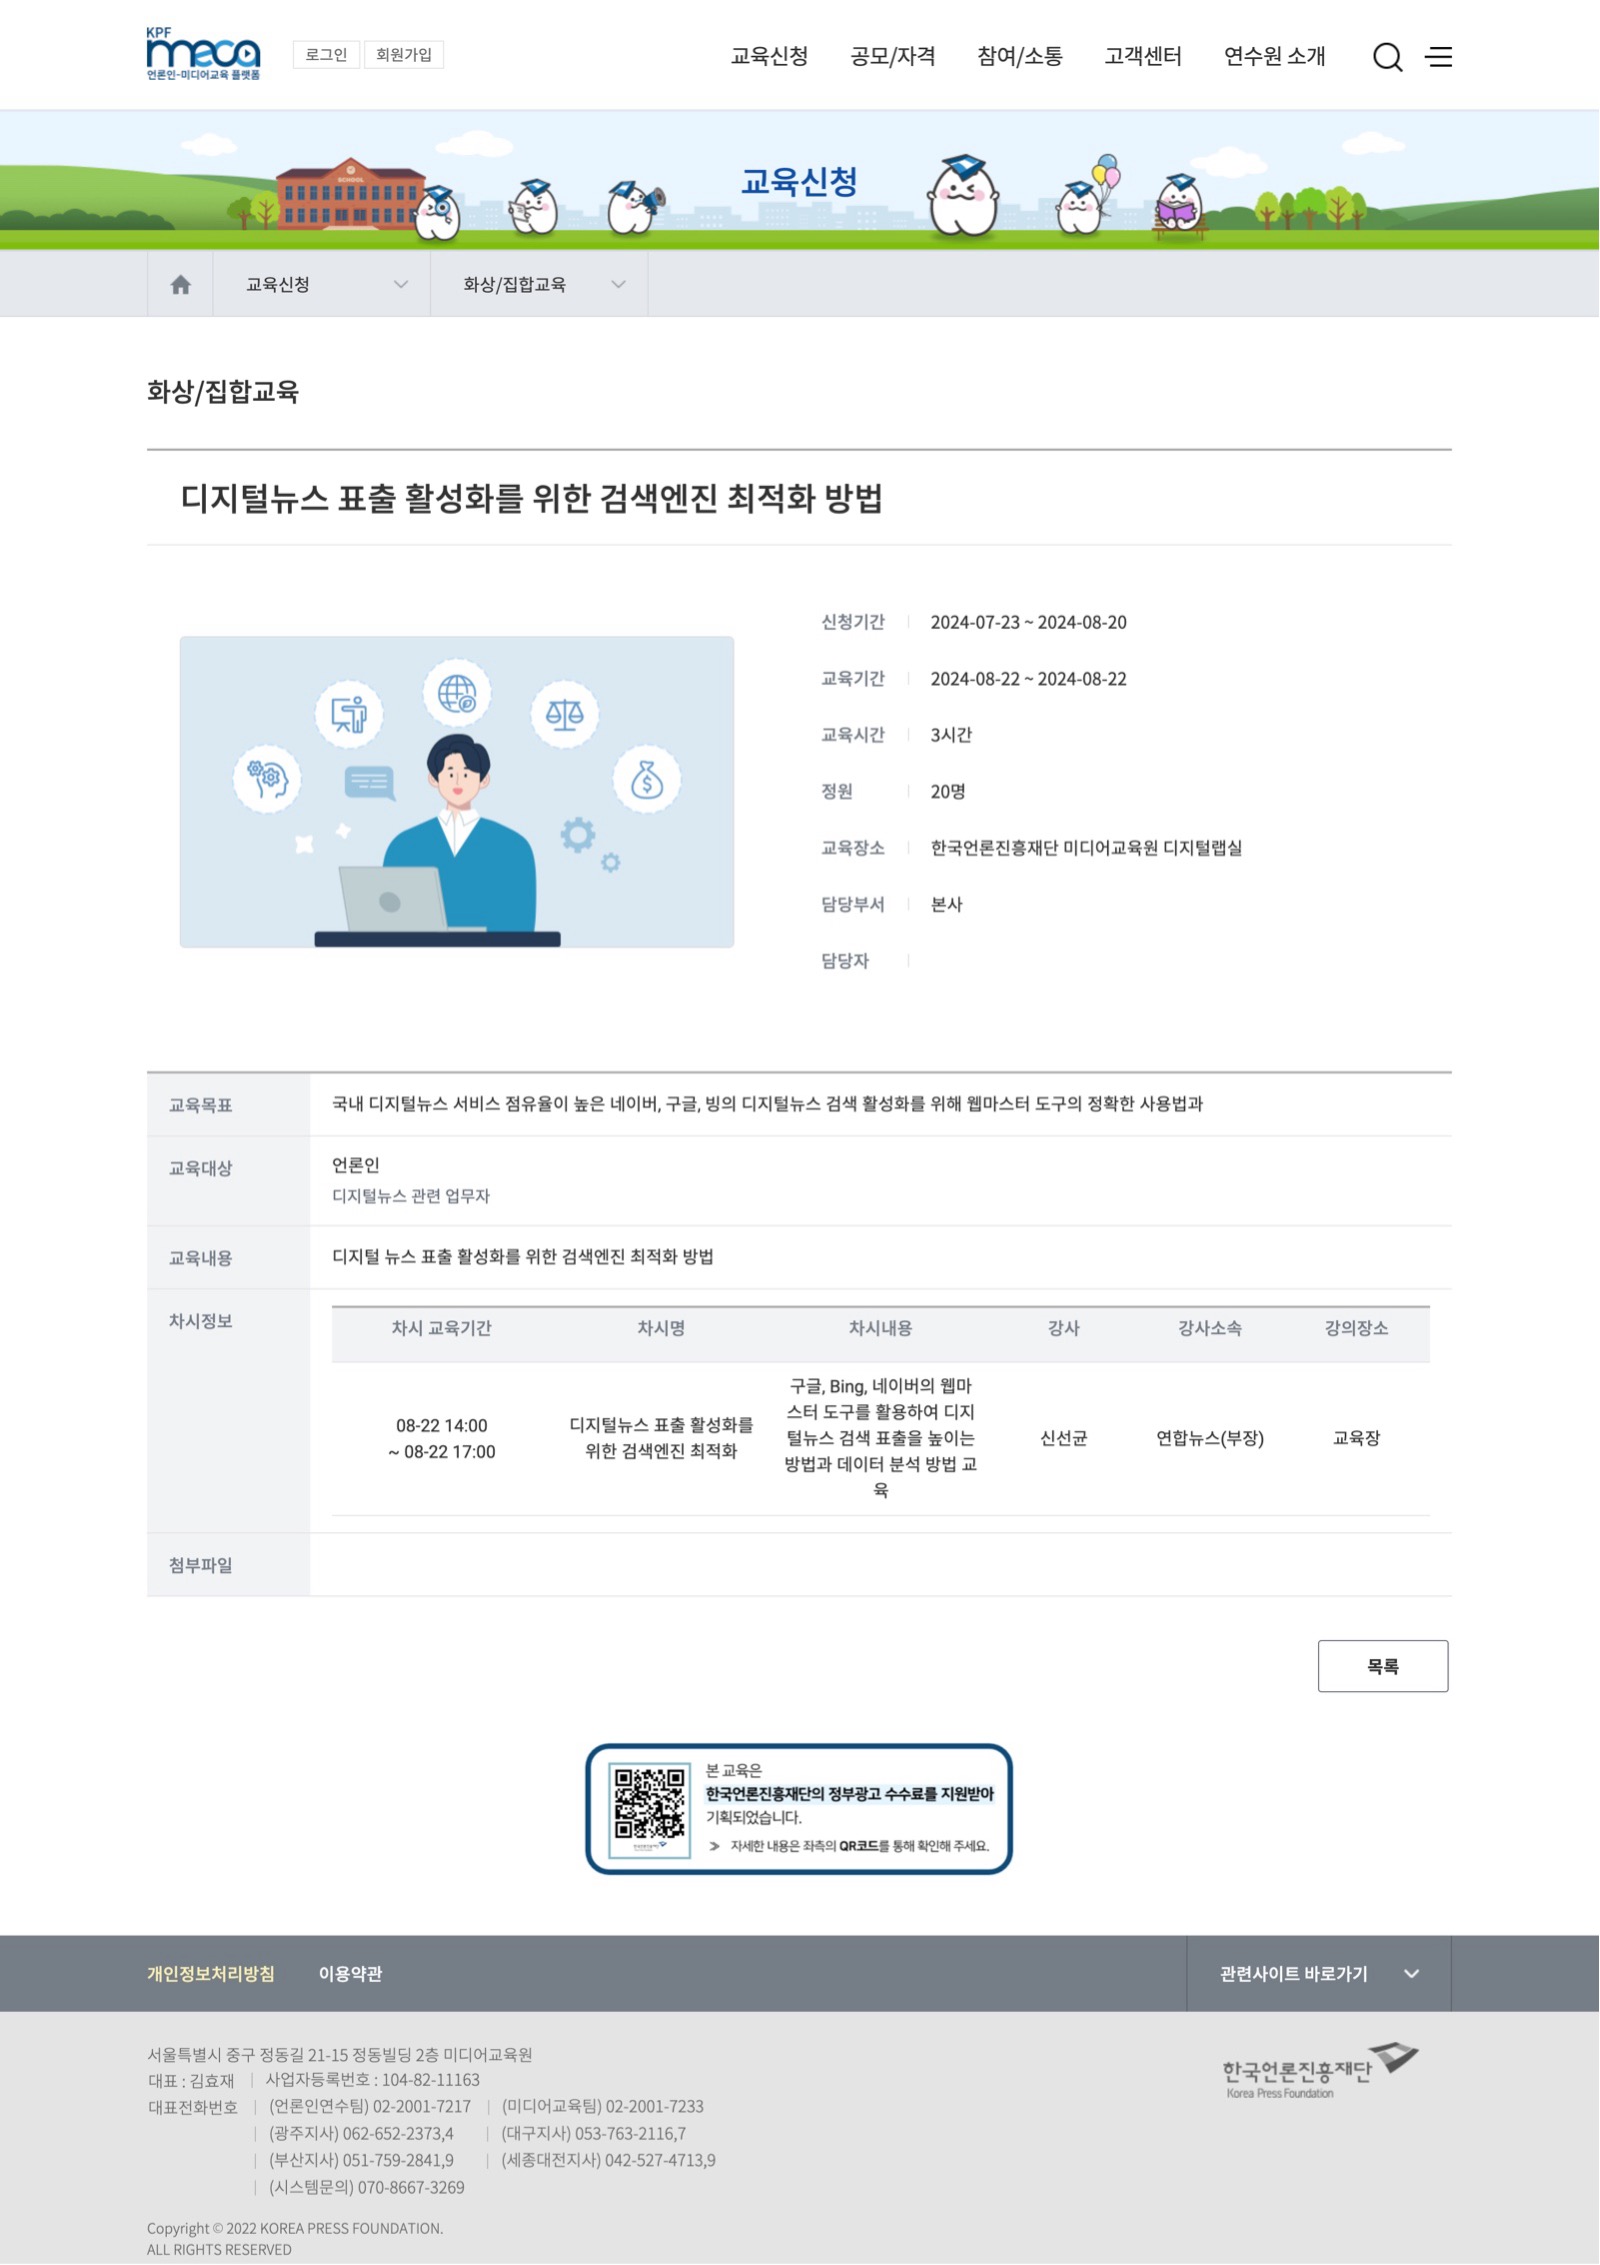 KPF
meca
언론인-미디어교육 플랫폼
로그인
회원가입
교육신청
공모/자격
참여/소통
고객센터
연수원 소개
SCHOOL
교육신청
교육신청
화상/집합교육
화상/집합교육
디지털뉴스 표출 활성화를 위한 검색엔진 최적화 방법
신청기간 2024-07-23 ~ 2024-08-20
교육기간 2024-08-22 ~ 2024-08-22
교육시간 3시간
정원 20명
교육장소 한국언론진흥재단 미디어교육원 디지털랩실
담당부서 본사
담당자
교육목표 국내 디지털뉴스 서비스 점유율이 높은 네이버, 구글, 빙의 디지털뉴스 검색 활성화를 위해 웹마스터 도구의 정확한 사용법과
교육대상 언론인
디지털뉴스 관련 업무자
교육내용 디지털 뉴스 표출 활성화를 위한 검색엔진 최적화 방법
차시정보
차시 교육기간 차시명 차시내용 강사 강사소속 강의장소
08-22 14:00
~ 08-22 17:00
디지털뉴스 표출 활성화를
위한 검색엔진 최적화
구글, Bing, 네이버의 웹마
스터 도구를 활용하여 디지
털뉴스 검색 표출을 높이는
방법과 데이터 분석 방법 교
육
신선균
연합뉴스(부장)
교육장
첨부파일
목록
본 교육은
한국언론진흥재단의 정부광고 수수료를 지원받아
기획되었습니다.
≫ 자세한 내용은 좌측의 QR코드를 통해 확인해 주세요.
개인정보처리방침
이용약관
관련사이트 바로가기
서울특별시 중구 정동길 21-15 정동빌딩 2층 미디어교육원
대표 : 김효재 | 사업자등록번호 : 104-82-11163
대표전화번호 | (언론인연수팀) 02-2001-7217 | (미디어교육팀) 02-2001-7233
| (광주지사) 062-652-2373,4 | (대구지사) 053-763-2116,7
| (부산지사) 051-759-2841,9 | (세종대전지사) 042-527-4713,9
| (시스템문의) 070-8667-3269
Copyright © 2022 KOREA PRESS FOUNDATION.
ALL RIGHTS RESERVED
한국언론진흥재단
Korea Press Foundation